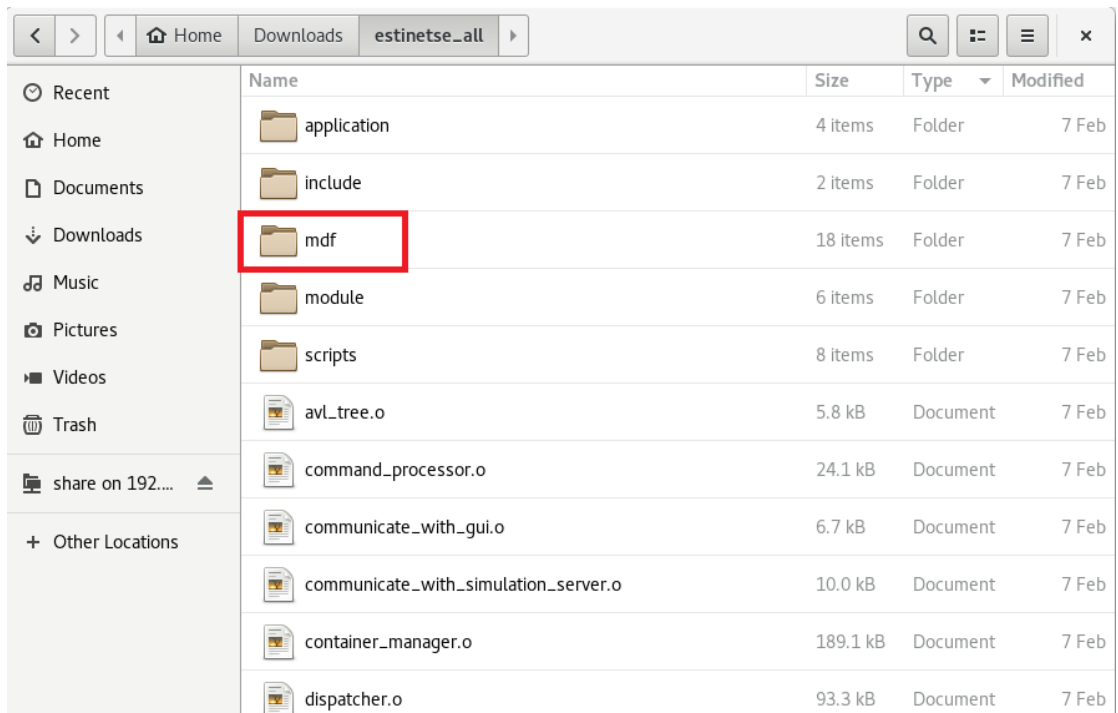 Home Downloads estinetse_all
Recent
Home
Documents
Downloads
Music
Pictures
Videos
Trash
share on 192....
+ Other Locations
Name Size Type Modified
application 4 items Folder 7 Feb
include 2 items Folder 7 Feb
mdf 18 items Folder 7 Feb
module 6 items Folder 7 Feb
scripts 8 items Folder 7 Feb
avl_tree.o 5.8 kB Document 7 Feb
command_processor.o 24.1 kB Document 7 Feb
communicate_with_gui.o 6.7 kB Document 7 Feb
communicate_with_simulation_server.o 10.0 kB Document 7 Feb
container_manager.o 189.1 kB Document 7 Feb
dispatcher.o 93.3 kB Document 7 Feb